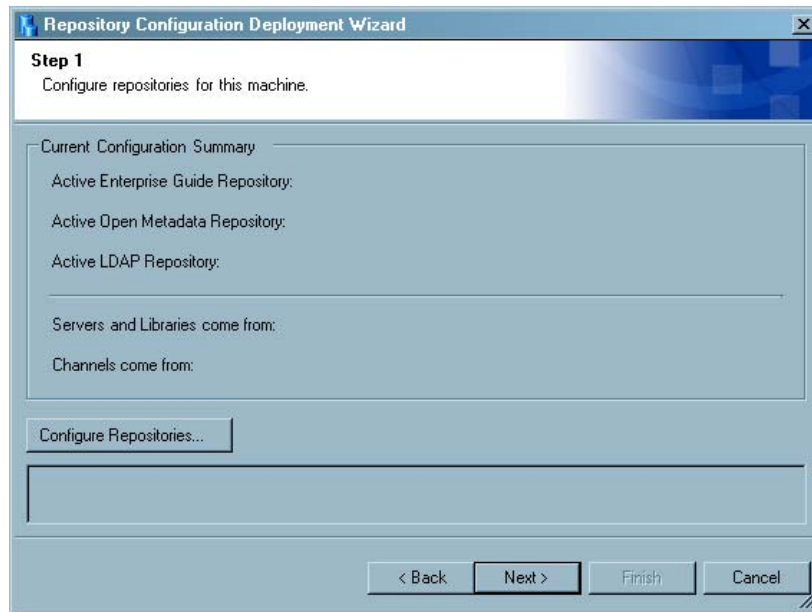 Repository Configuration Deployment Wizard
Step 1
Configure repositories for this machine.
Current Configuration Summary
Active Enterprise Guide Repository:
Active Open Metadata Repository:
Active LDAP Repository:
Servers and Libraries come from:
Channels come from:
Configure Repositories...
< Back
Next >
Finish
Cancel